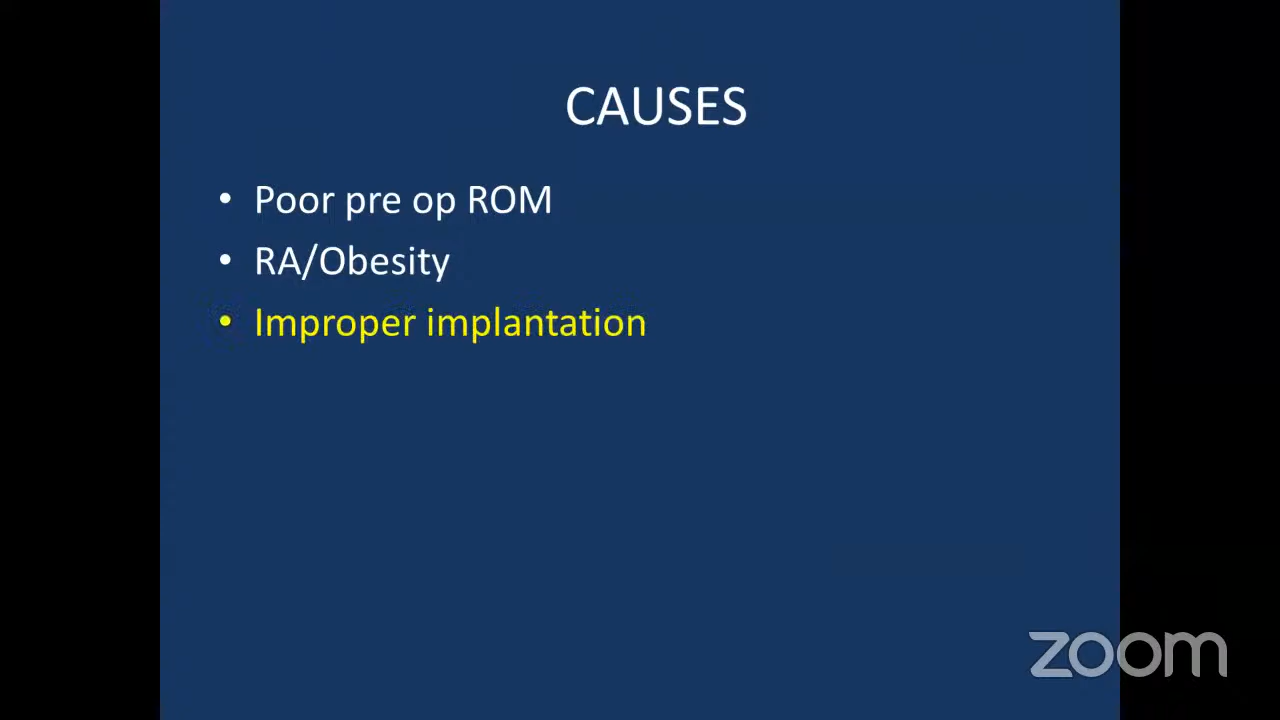 CAUSES
• Poor pre op ROM
• RA/Obesity
• Improper implantation
zoom